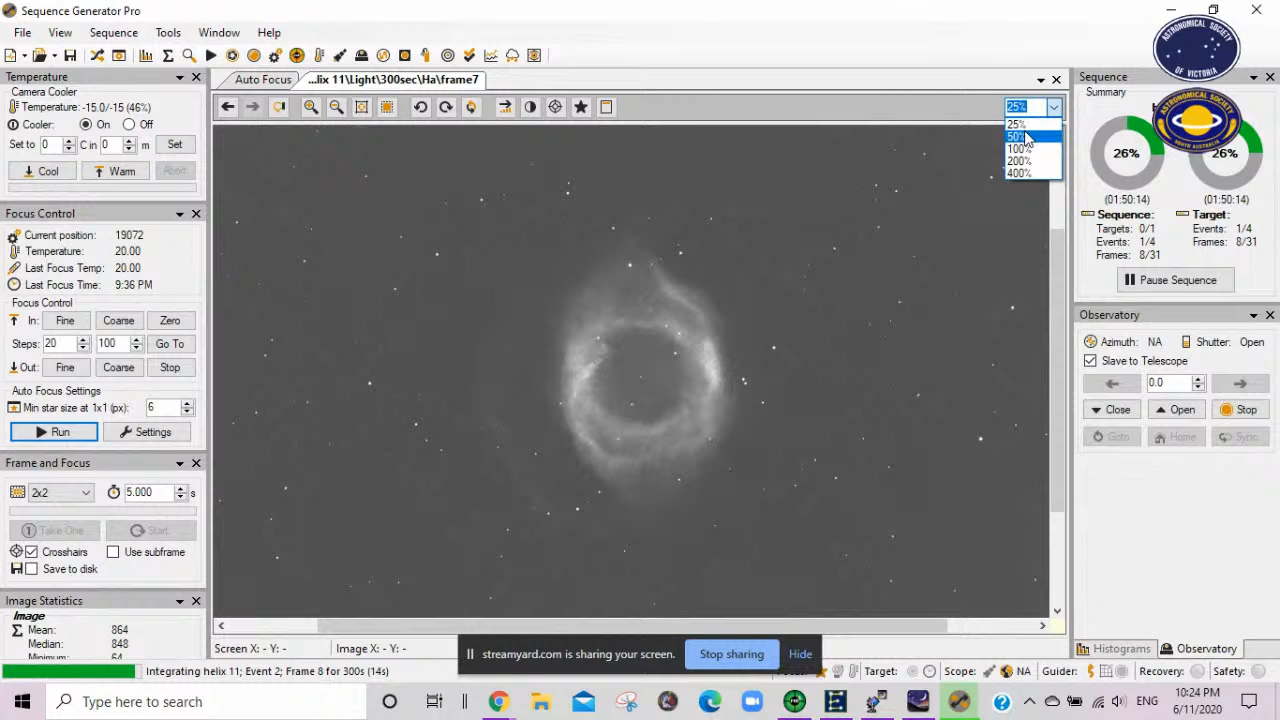 Sequence Generator Pro
File View Sequence Tools Window Help
Temperature
Camera Cooler
Temperature: -15.0/-15 (46%)
Cooler: On Off
Set to 0 C in 0 m Set
Cool Warm Abort
Focus Control
Current position: 19072
Temperature: 20.00
Last Focus Temp: 20.00
Last Focus Time: 9:36 PM
Focus Control
In: Fine Coarse Zero
Steps: 20 100 Go To
Out: Fine Coarse Stop
Auto Focus Settings
Min star size at 1x1 (px): 6
Run Settings
Frame and Focus
2x2 5.000 s
Take One Start
Crosshairs Use subframe
Save to disk
Image Statistics
Image
Mean: 864
Median: 848
Minimum: 64
Auto Focus ...lix 11\Light\300sec\Ha\frame7
25%
25%
50%
100%
200%
400%
Screen X: - Y: - Image X: - Y: -
streamyard.com is sharing your screen. Stop sharing Hide
ASTRONOMICAL SOCIETY
OF VICTORIA
ASTRONOMICAL SOCIETY
SOUTH AUSTRALIA
Sequence
Summary
26% 26%
(01:50:14) (01:50:14)
Sequence: Target:
Targets: 0/1 Events: 1/4
Events: 1/4 Frames: 8/31
Frames: 8/31
Pause Sequence
Observatory
Azimuth: NA Shutter: Open
Slave to Telescope
0.0
Close Open Stop
Goto Home Sync
Histograms Observatory
Integrating helix 11; Event 2; Frame 8 for 300s (14s)
Target: Scope: NA Guider: Recovery: Safety:
Type here to search
ENG
10:24 PM
6/11/2020